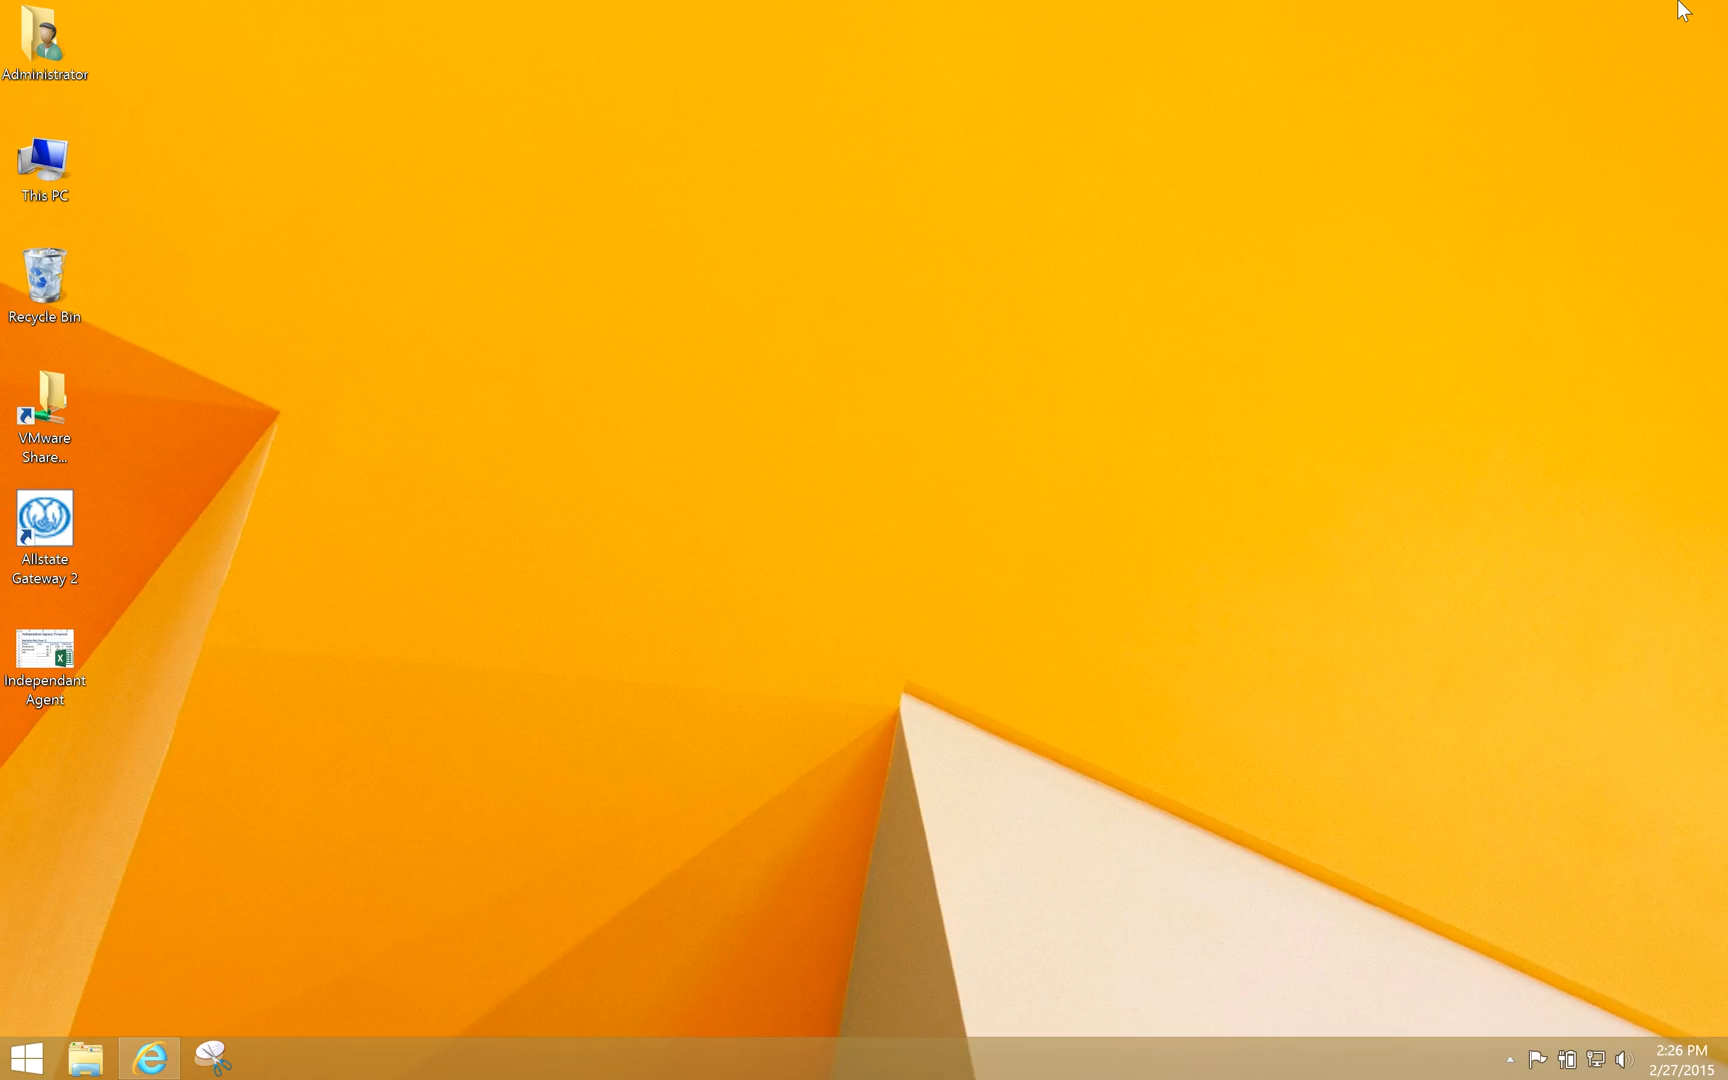 Administrator
This PC
Recycle Bin
VMware
Share...
Allstate
Gateway 2
Independant
Agent
2:26 PM
2/27/2015